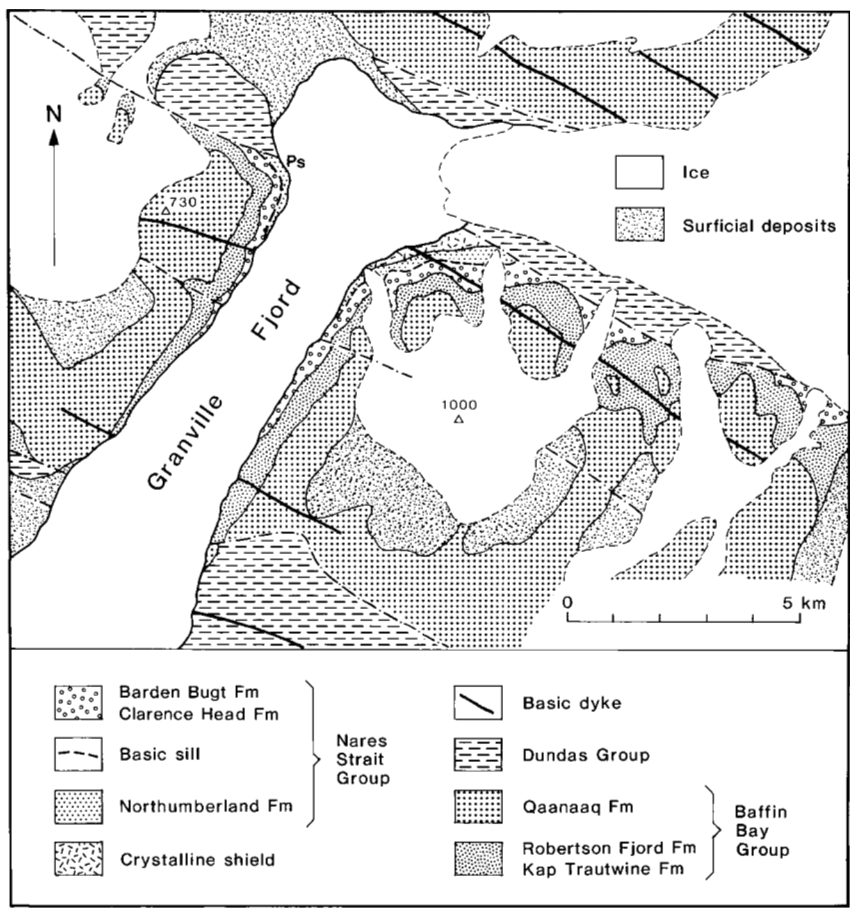 N
Ps
Ice
730
Surficial deposits
Granville Fjord
1000
0 5 km
Barden Bugt Fm
Clarence Head Fm
Basic sill
Northumberland Fm
Nares
Strait
Group
Crystalline shield
Basic dyke
Dundas Group
Qaanaaq Fm
Robertson Fjord Fm
Kap Trautwine Fm
Baffin
Bay
Group